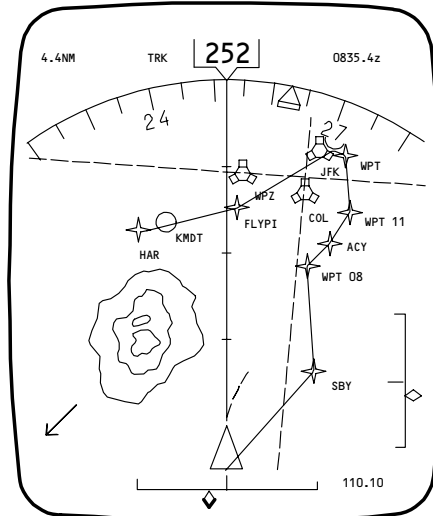 4.4NM TRK 252 0835.4z
24 27
JFK WPT
WPZ
COL WPT 11
FLYPI
KMDT
ACY
HAR
WPT 08
SBY
110.10